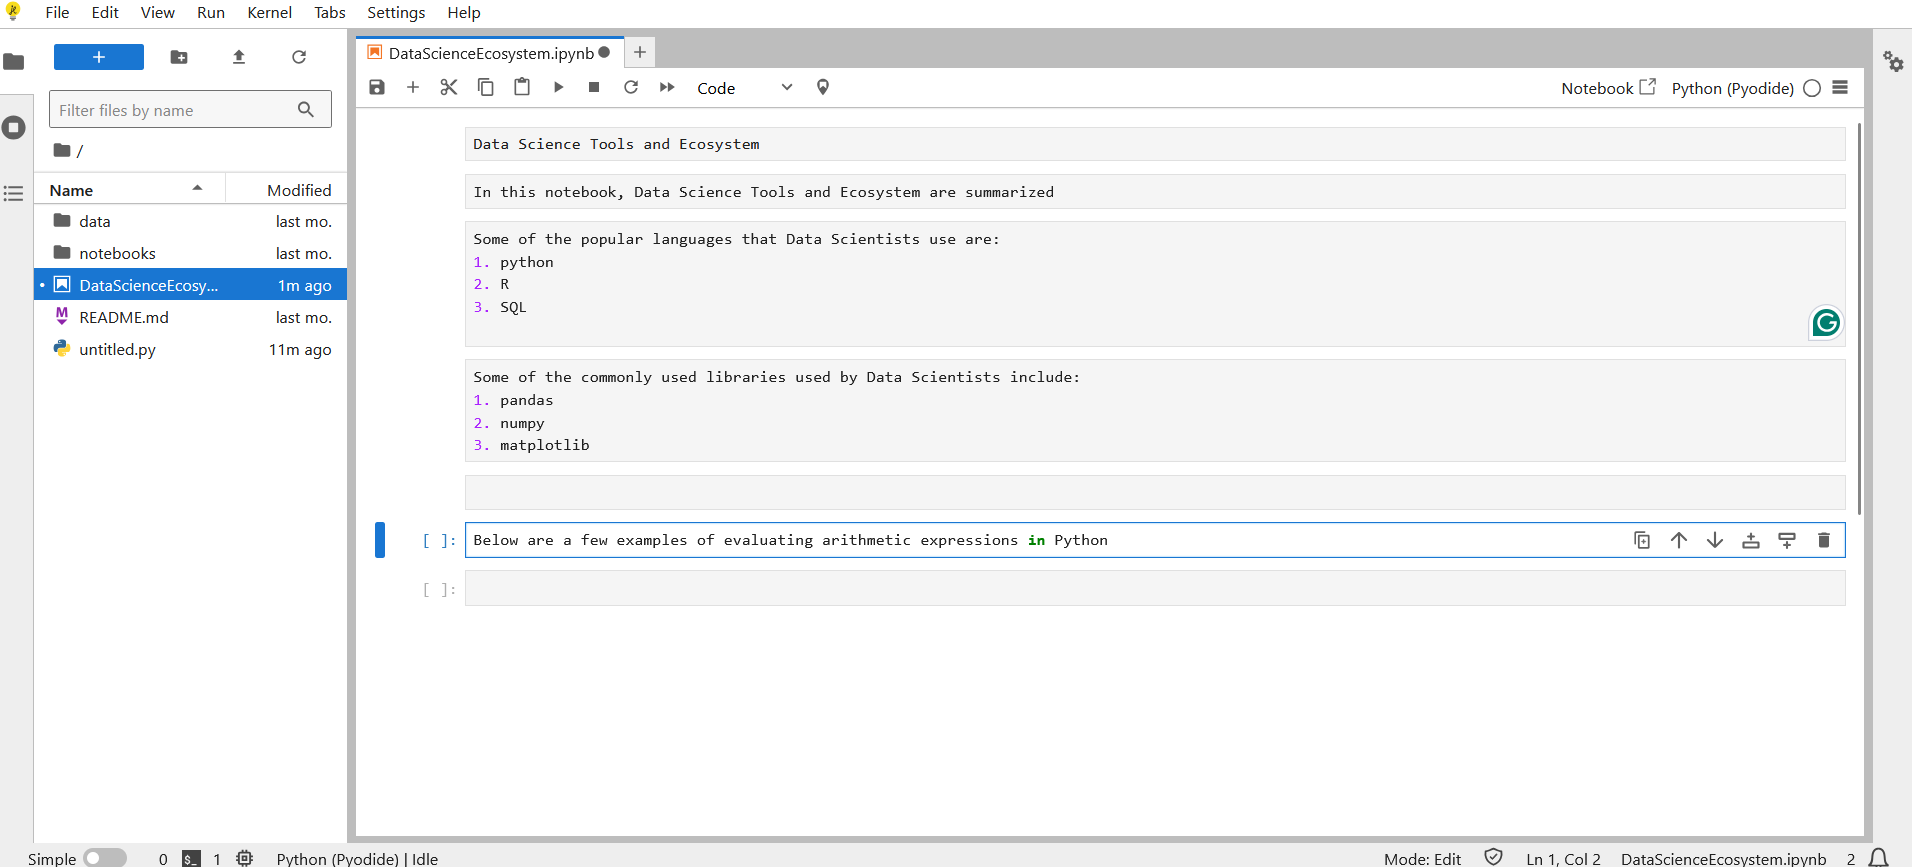 File Edit View Run Kernel Tabs Settings Help
DataScienceEcosystem.ipynb
Filter files by name
Code
Notebook Python (Pyodide)
/
Name Modified
data last mo.
notebooks last mo.
DataScienceEcosy... 1m ago
README.md last mo.
untitled.py 11m ago
Data Science Tools and Ecosystem
In this notebook, Data Science Tools and Ecosystem are summarized
Some of the popular languages that Data Scientists use are:
1. python
2. R
3. SQL
Some of the commonly used libraries used by Data Scientists include:
1. pandas
2. numpy
3. matplotlib
[ ]: Below are a few examples of evaluating arithmetic expressions in Python
[ ]:
Simple 0 $_ 1 Python (Pyodide) | Idle Mode: Edit Ln 1, Col 2 DataScienceEcosystem.ipynb 2